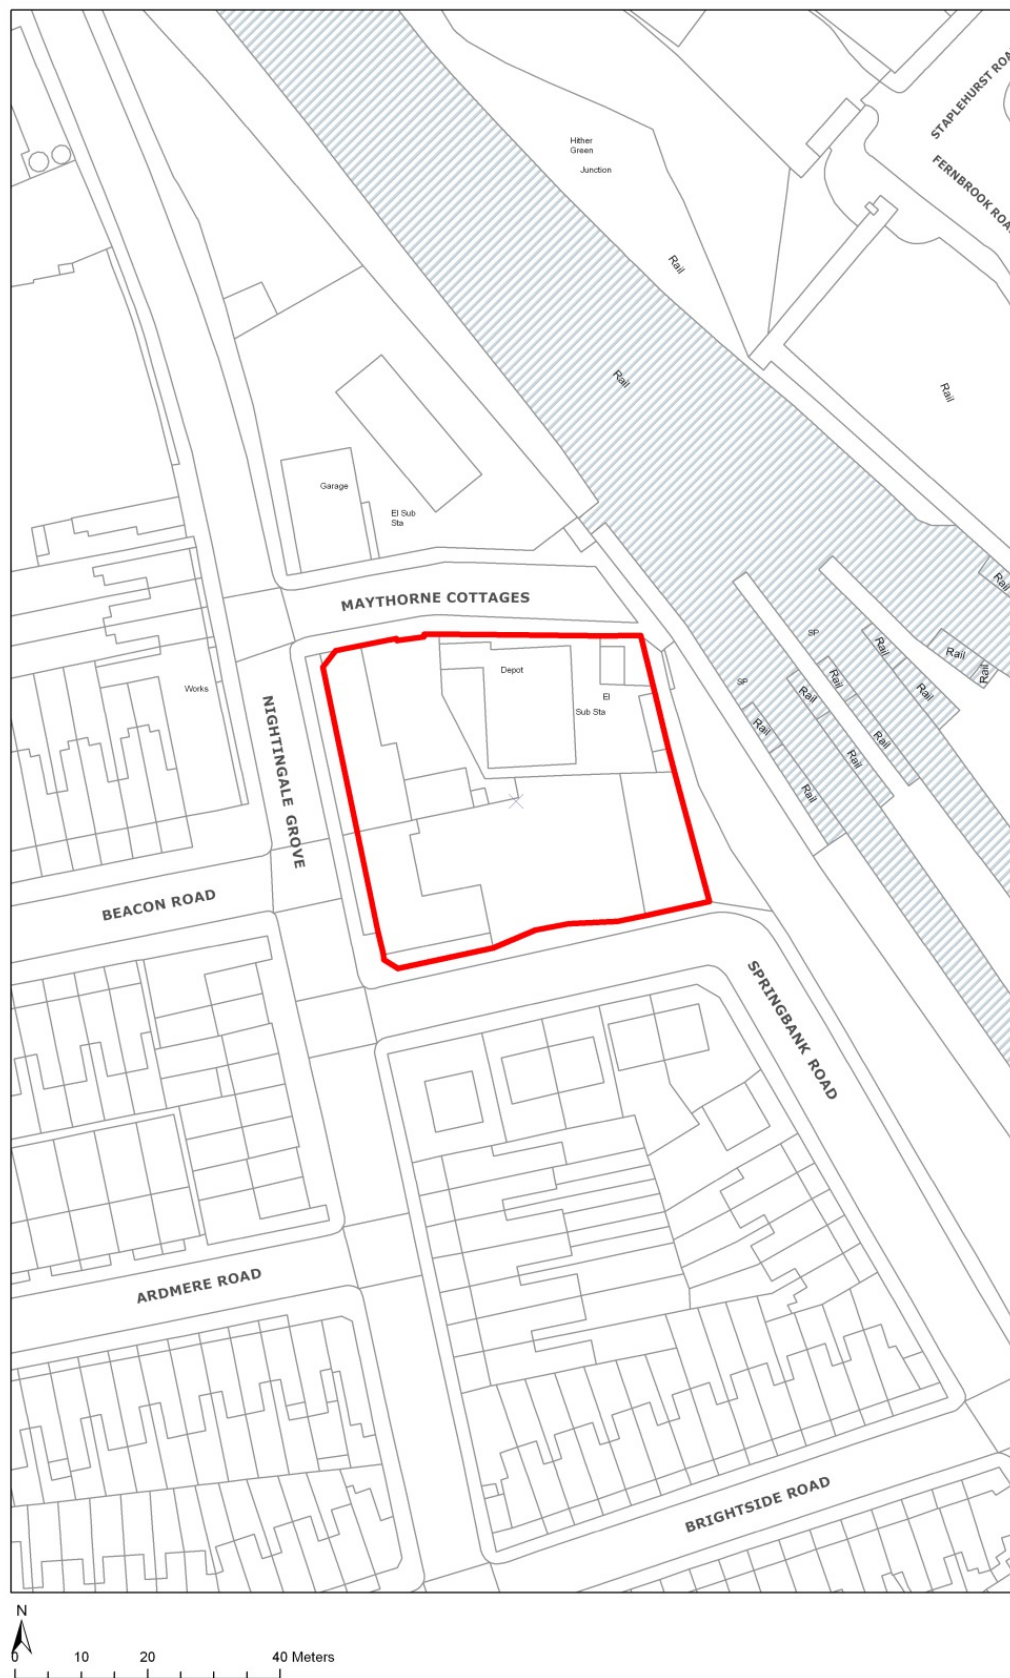 STAPLEHURST ROA
Hither
Green
Junction
FERNBROOK ROA
Rail
Rail
Rail
Garage
El Sub
Sta
Rail
MAYTHORNE COTTAGES
SP
Rail
Rail
Rail
Depot
Rail
SP
Works
Rail
Rail
El
Sub Sta
Rail
Rail
Rail
NIGHTINGALE GROVE
Rail
BEACON ROAD
SPRINGBANK ROAD
ARDMERE ROAD
BRIGHTSIDE ROAD
N
0 10 20 40 Meters